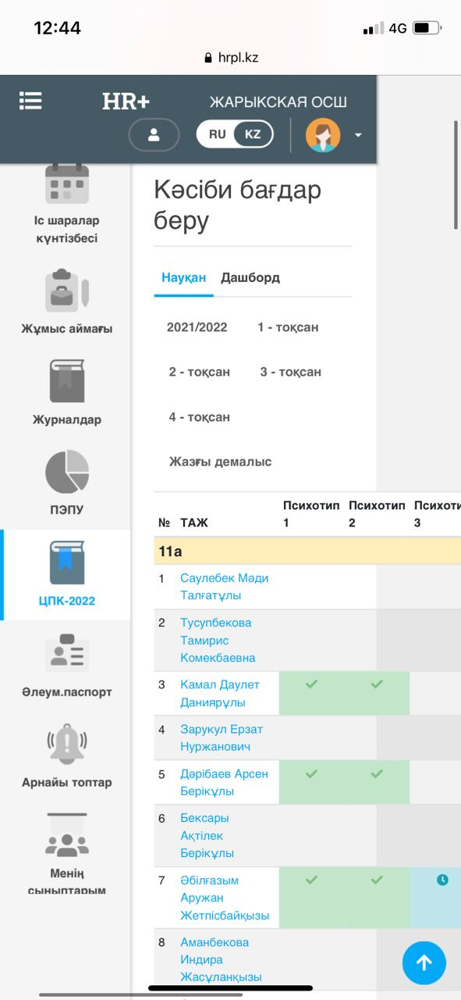 12:44
4G
hrpl.kz
HR+
ЖАРЫКСКАЯ ОСШ
RU KZ
Іс шаралар
күнтізбесі
Жұмыс аймағы
Журналдар
ПЭПУ
ЦПК-2022
Әлеум.паспорт
Арнайы топтар
Менің
сыныптарым
Кәсіби бағдар
беру
Науқан Дашборд
2021/2022 1 - тоқсан
2 - тоқсан 3 - тоқсан
4 - тоқсан
Жазғы демалыс
Психотип Психотип Психоти
№ ТАЖ 1 2 3
11а
1 Саулебек Мәди
Талғатұлы
2 Тусупбекова
Тамирис
Комекбаевна
3 Камал Даулет
Даниярұлы
4 Зарукул Ерзат
Нуржанович
5 Дәрібаев Арсен
Берікұлы
6 Бексары
Ақтілек
Берікұлы
7 Әбілғазым
Аружан
Жетпісбайқызы
8 Аманбекова
Индира
Жасұланқызы